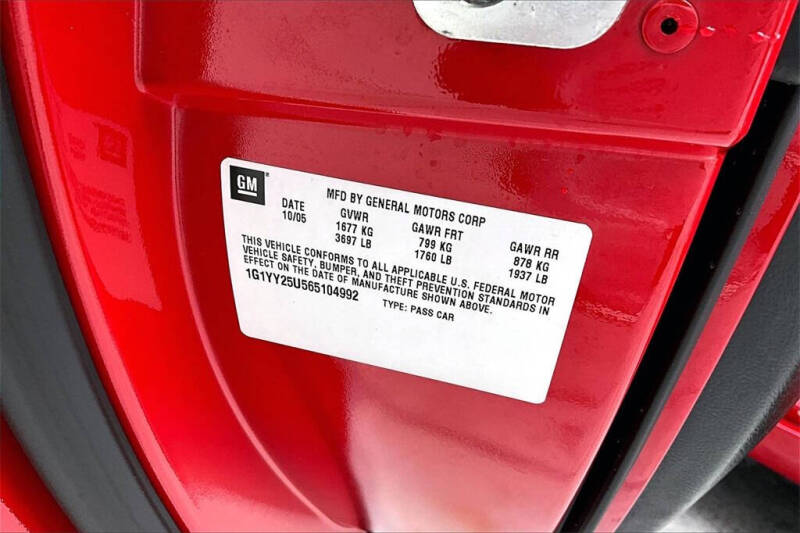 GM
MFD BY GENERAL MOTORS CORP
DATE GVWR GAWR FRT GAWR RR
10/05 1677 KG 799 KG 878 KG
3697 LB 1760 LB 1937 LB
THIS VEHICLE CONFORMS TO ALL APPLICABLE U.S. FEDERAL MOTOR
VEHICLE SAFETY, BUMPER, AND THEFT PREVENTION STANDARDS IN
EFFECT ON THE DATE OF MANUFACTURE SHOWN ABOVE.
1G1YY25U565104992 TYPE: PASS CAR